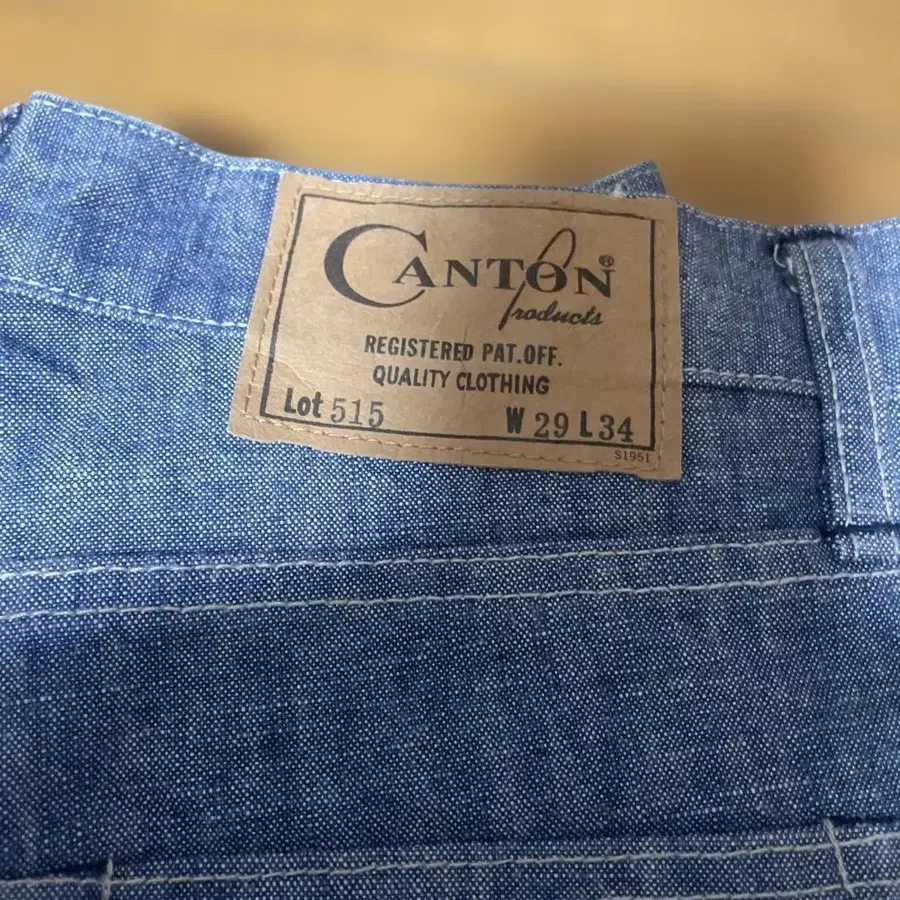 CANTON®
Products
REGISTERED PAT.OFF.
QUALITY CLOTHING
Lot 515 W 29 L 34
S1951